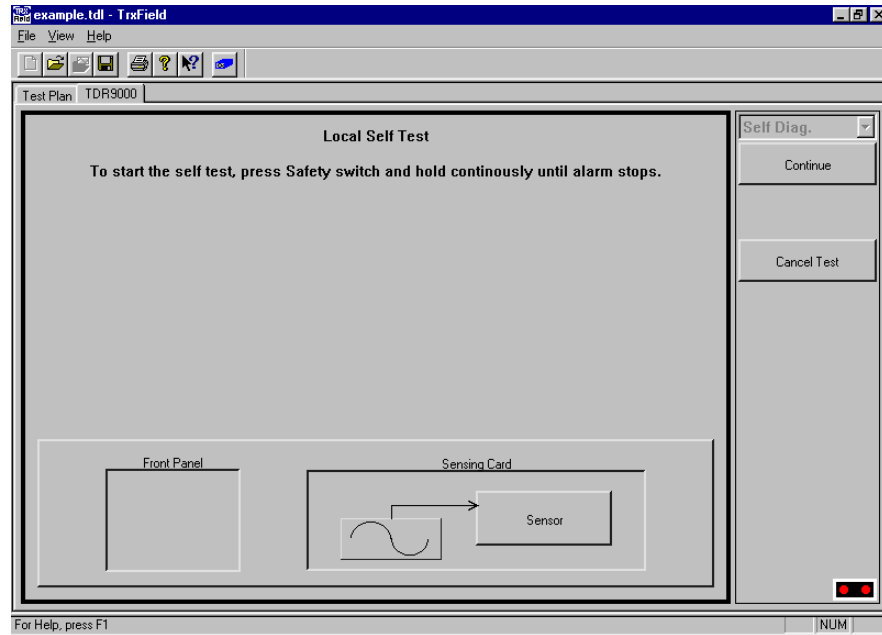 TRX
Field example.tdl - TrxField
File View Help
Test Plan TDR9000
Local Self Test
To start the self test, press Safety switch and hold continously until alarm stops.
Self Diag.
Continue
Cancel Test
Front Panel
Sensing Card
Sensor
For Help, press F1
NUM